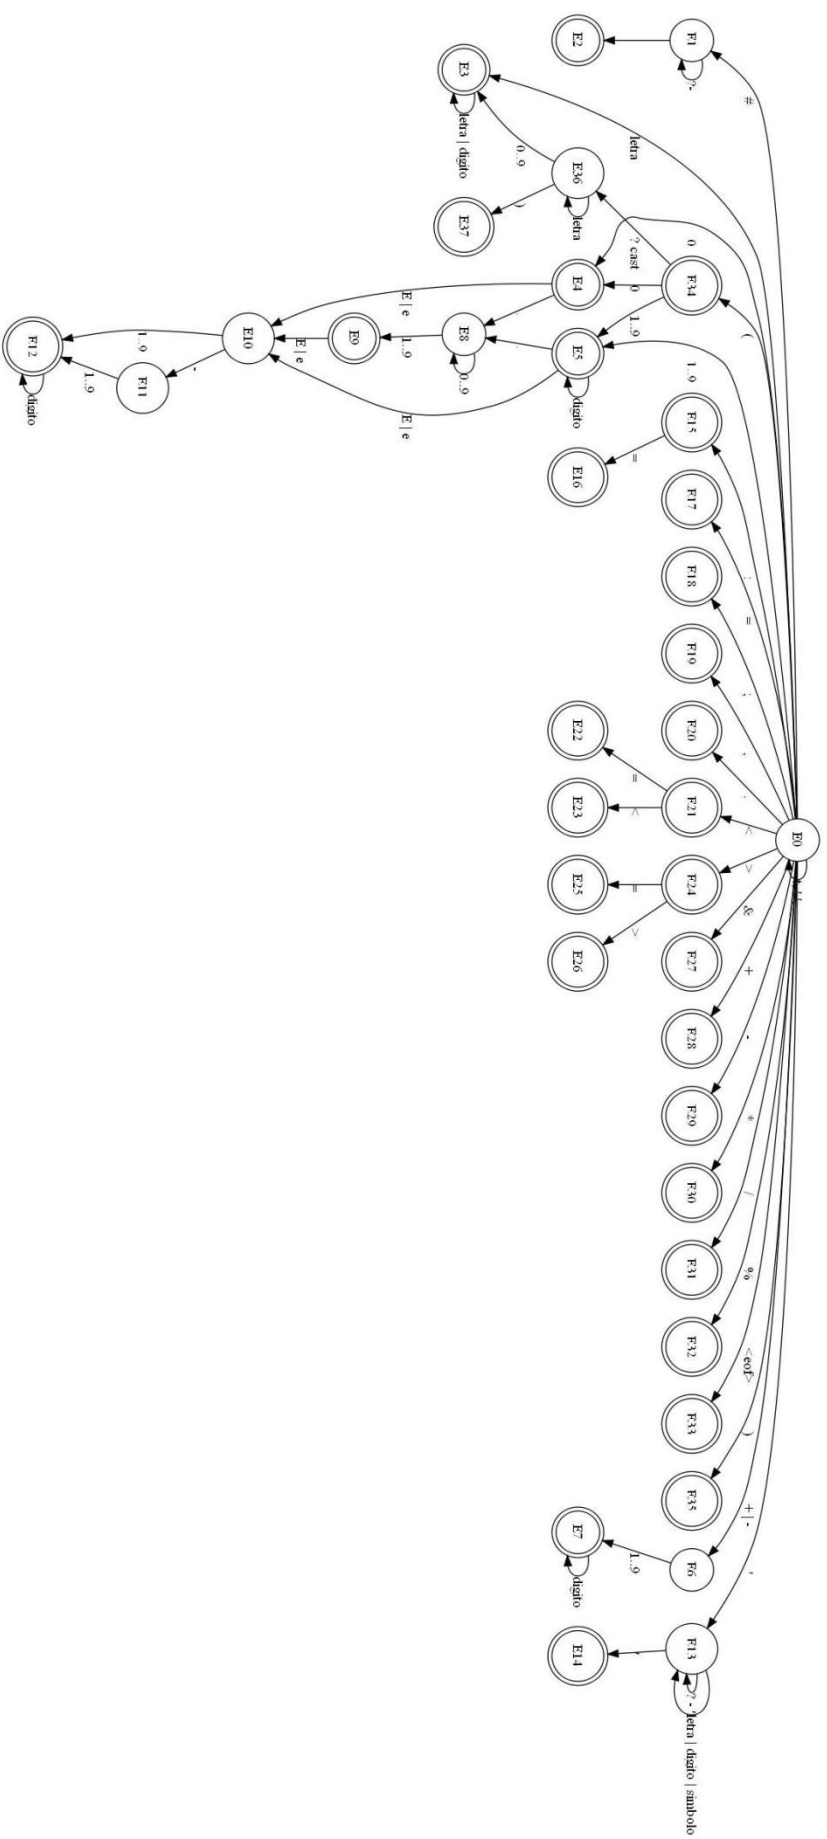 E0
#
(
:
=
;
,
.
<
>
&
+
-
*
/
%
<eof>
)
+ | -
'
E1
?-
0
E34
1..9
E15
E17
E18
E19
E20
E21
E24
E27
E28
E29
E30
E31
E32
E33
E35
E6
E13
? - '
letra | digito | simbolo
letra
? cast
0
1..9
=
=
<
=
>
1..9
'
E2
E36
letra
E4
E5
digito
E16
E22
E23
E25
E26
E7
digito
E14
0..9
)
E3
letra | digito
E37
E8
0..9
E | e
1..9
E | e
E9
E | e
E10
-
1..9
E11
1..9
E12
digito